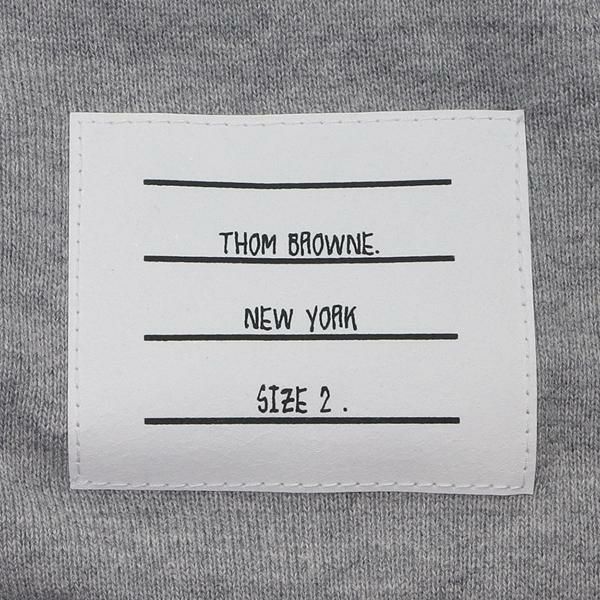 THOM BROWNE.
NEW YORK
SIZE 2 .